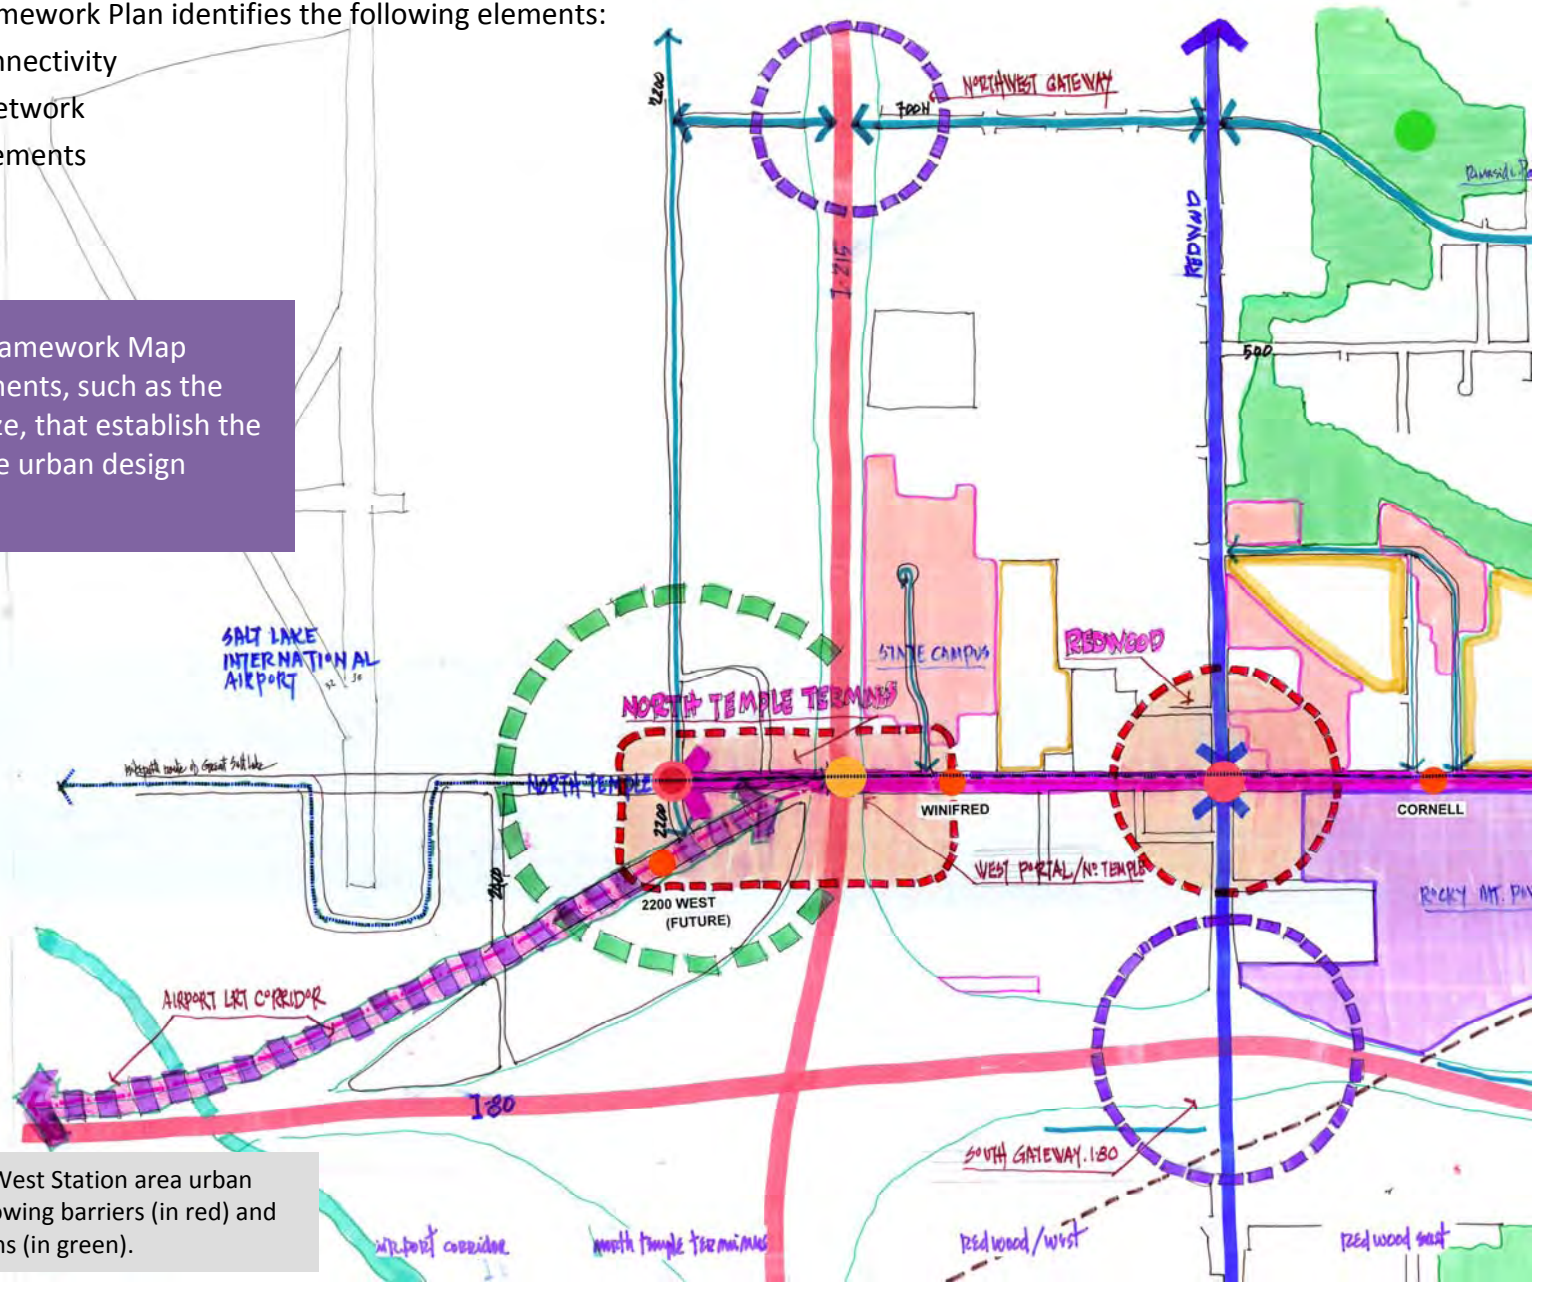 mework Plan identifies the following elements:
nnectivity
etwork
ements
amework Map
nents, such as the
ze, that establish the
e urban design
2200
NORTHWEST GATEWAY
700N
REDWOOD
I-215
500
SALT LAKE
INTERNATIONAL
AIRPORT
32
STATE CAMPUS
REDWOOD
NORTH TEMPLE TERMINUS
NORTH TEMPLE
2200
WINIFRED
CORNELL
WEST PORTAL/NO TEMPLE
2200 WEST
(FUTURE)
2400
ROCKY MT. POW
AIRPORT LRT CORRIDOR
I-80
SOUTH GATEWAY.I-80
West Station area urban
owing barriers (in red) and
ns (in green).
airport corridor
north temple terminus
Redwood/west
Redwood east